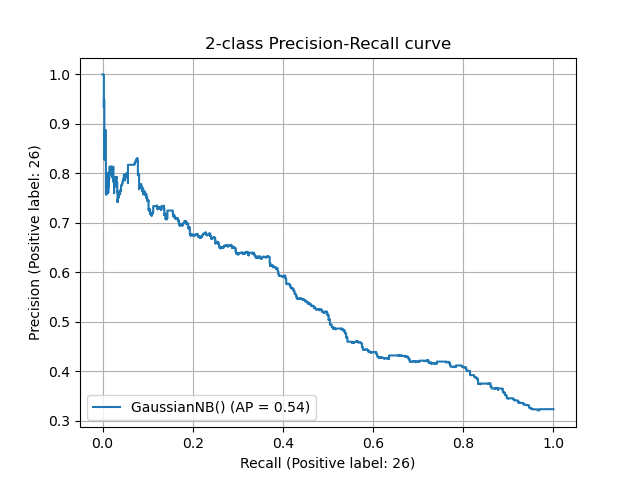 2-class Precision-Recall curve
1.0
0.9
0.8
0.7
0.6
0.5
0.4
0.3
Precision (Positive label: 26)
GaussianNB() (AP = 0.54)
0.0 0.2 0.4 0.6 0.8 1.0
Recall (Positive label: 26)